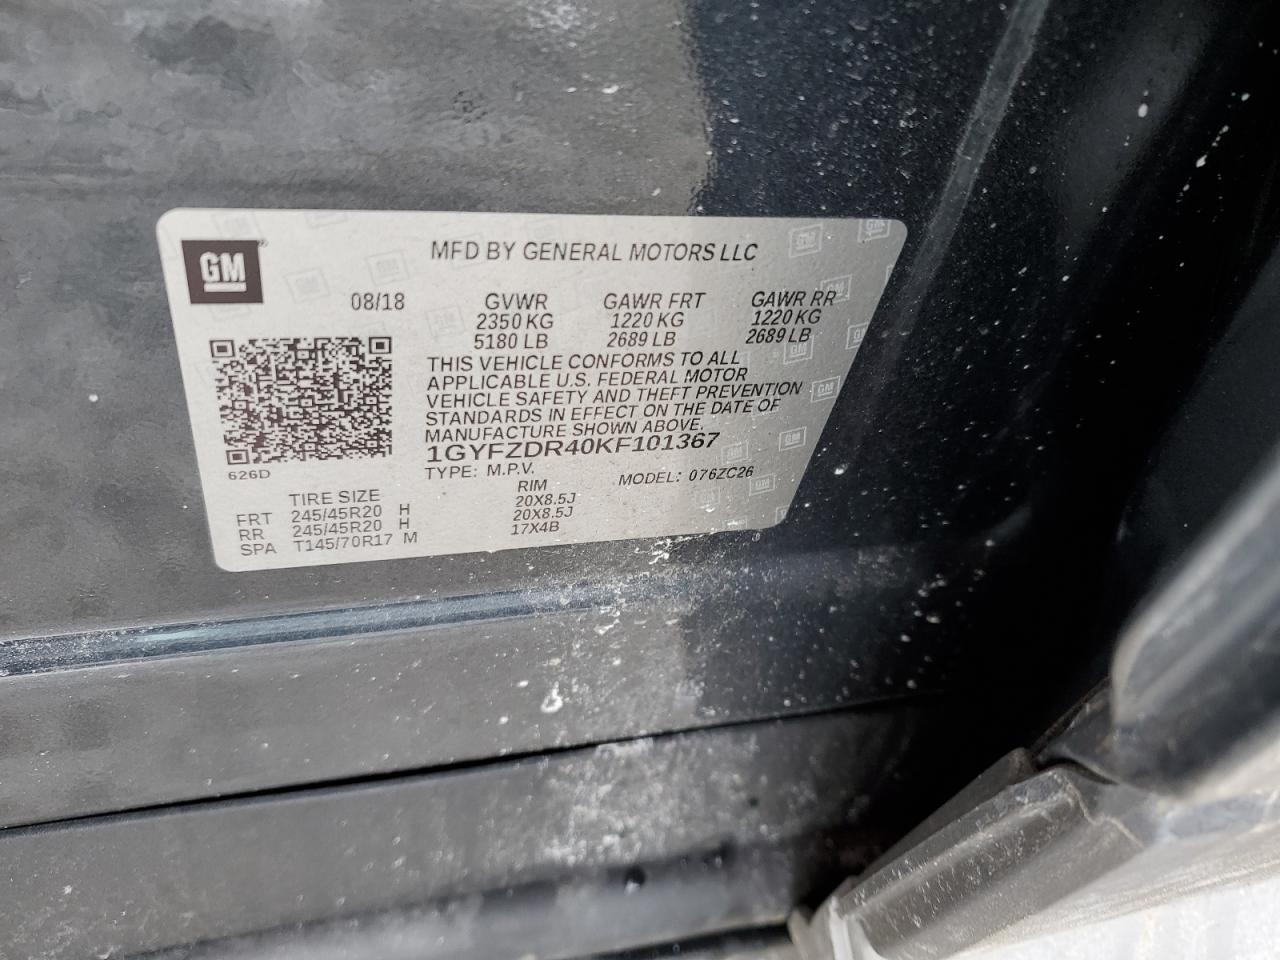 GM
MFD BY GENERAL MOTORS LLC
08/18 GVWR GAWR FRT GAWR RR
2350 KG 1220 KG 1220 KG
5180 LB 2689 LB 2689 LB
THIS VEHICLE CONFORMS TO ALL
APPLICABLE U.S. FEDERAL MOTOR
VEHICLE SAFETY AND THEFT PREVENTION
STANDARDS IN EFFECT ON THE DATE OF
MANUFACTURE SHOWN ABOVE.
1GYFZDR40KF101367
626D TYPE: M.P.V. MODEL: 076ZC26
TIRE SIZE RIM
FRT 245/45R20 H 20X8.5J
RR 245/45R20 H 20X8.5J
SPA T145/70R17 M 17X4B